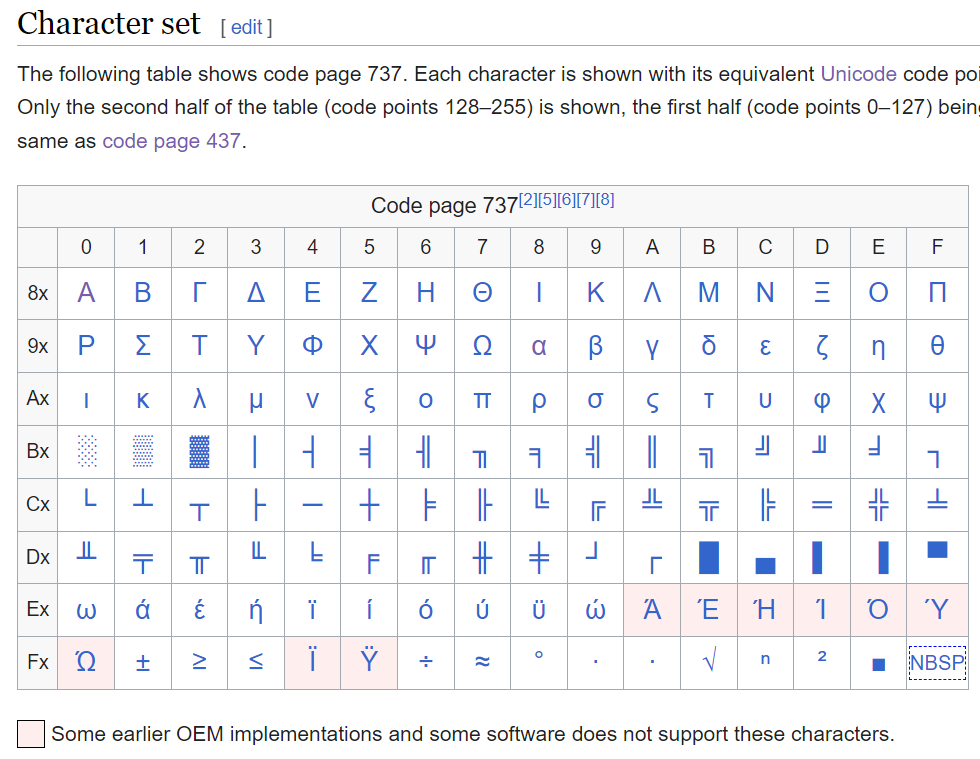 Character set [ edit ]
The following table shows code page 737. Each character is shown with its equivalent Unicode code poi
Only the second half of the table (code points 128–255) is shown, the first half (code points 0–127) bein
same as code page 437.
Code page 737[2][5][6][7][8]
0 1 2 3 4 5 6 7 8 9 A B C D E F
8x Α Β Γ Δ Ε Ζ Η Θ Ι Κ Λ Μ Ν Ξ Ο Π
9x Ρ Σ Τ Υ Φ Χ Ψ Ω α β γ δ ε ζ η θ
Ax ι κ λ μ ν ξ ο π ρ σ ς τ υ φ χ ψ
Bx ░ ▒ ▓ │ ┤ ╡ ╢ ╖ ╕ ╣ ║ ╗ ╝ ╜ ╛ ┐
Cx └ ┴ ┬ ├ ─ ┼ ╞ ╟ ╚ ╔ ╩ ╦ ╠ ═ ╬ ╧
Dx ╨ ╤ ╥ ╙ ╘ ╒ ╓ ╫ ╪ ┘ ┌ █ ▄ ▌ ▐ ▀
Ex ω ά έ ή ϊ ί ό ύ ϋ ώ Ά Έ Ή Ί Ό Ύ
Fx Ώ ± ≥ ≤ Ϊ Ϋ ÷ ≈ ° ∙ · √ ⁿ ² ■ NBSP
Some earlier OEM implementations and some software does not support these characters.